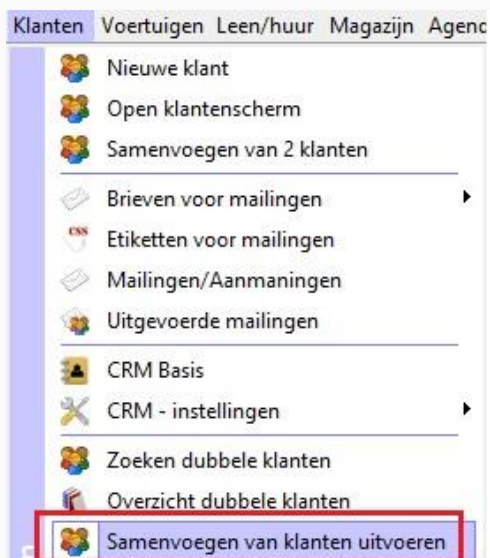 Klanten Voertuigen Leen/huur Magazijn Agend
Nieuwe klant
Open klantenscherm
Samenvoegen van 2 klanten
Brieven voor mailingen
CSS Etiketten voor mailingen
Mailingen/Aanmaningen
Uitgevoerde mailingen
CRM Basis
CRM - instellingen
Zoeken dubbele klanten
Overzicht dubbele klanten
Samenvoegen van klanten uitvoeren